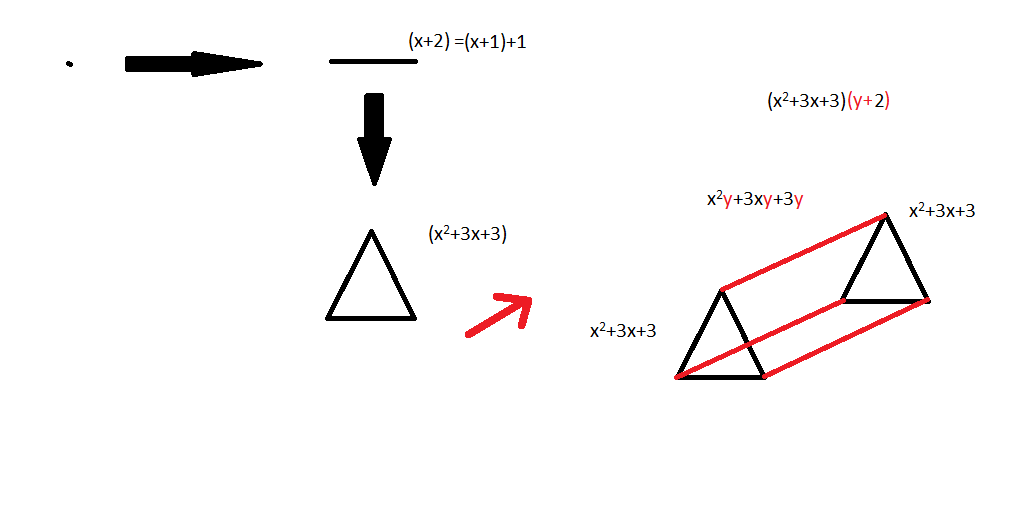 (x+2) =(x+1)+1
(x²+3x+3)(y+2)
x²y+3xy+3y
x²+3x+3
(x²+3x+3)
x²+3x+3